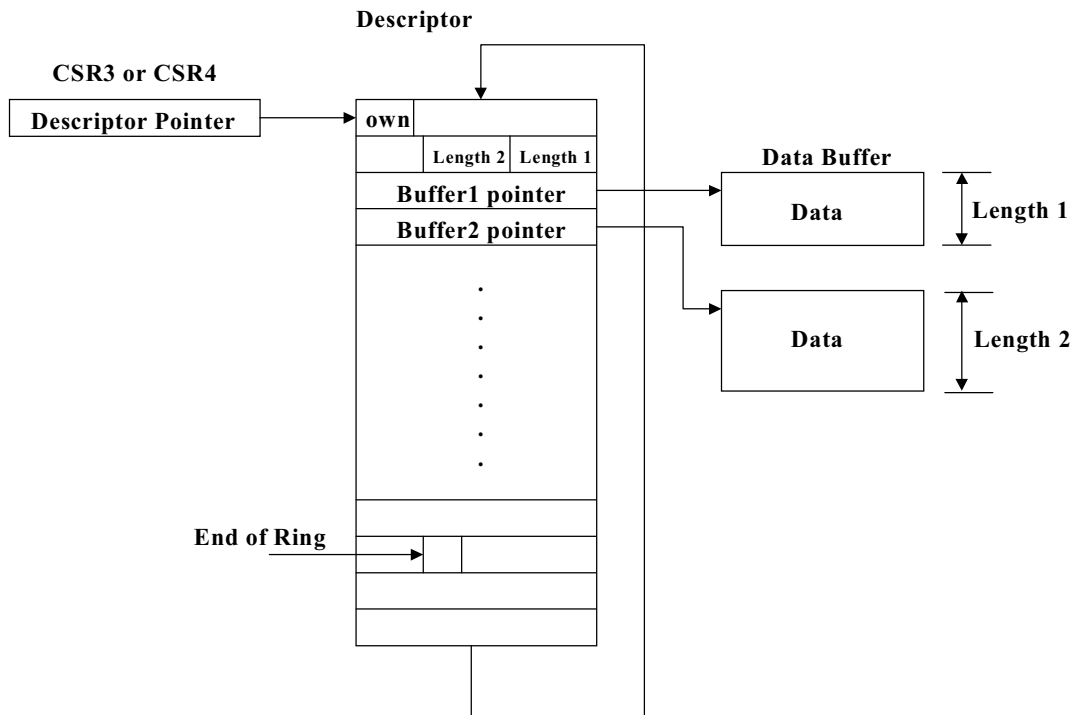 Descriptor
CSR3 or CSR4
Descriptor Pointer
own
Length 2
Length 1
Buffer1 pointer
Buffer2 pointer
Data Buffer
Data
Length 1
Data
Length 2
End of Ring